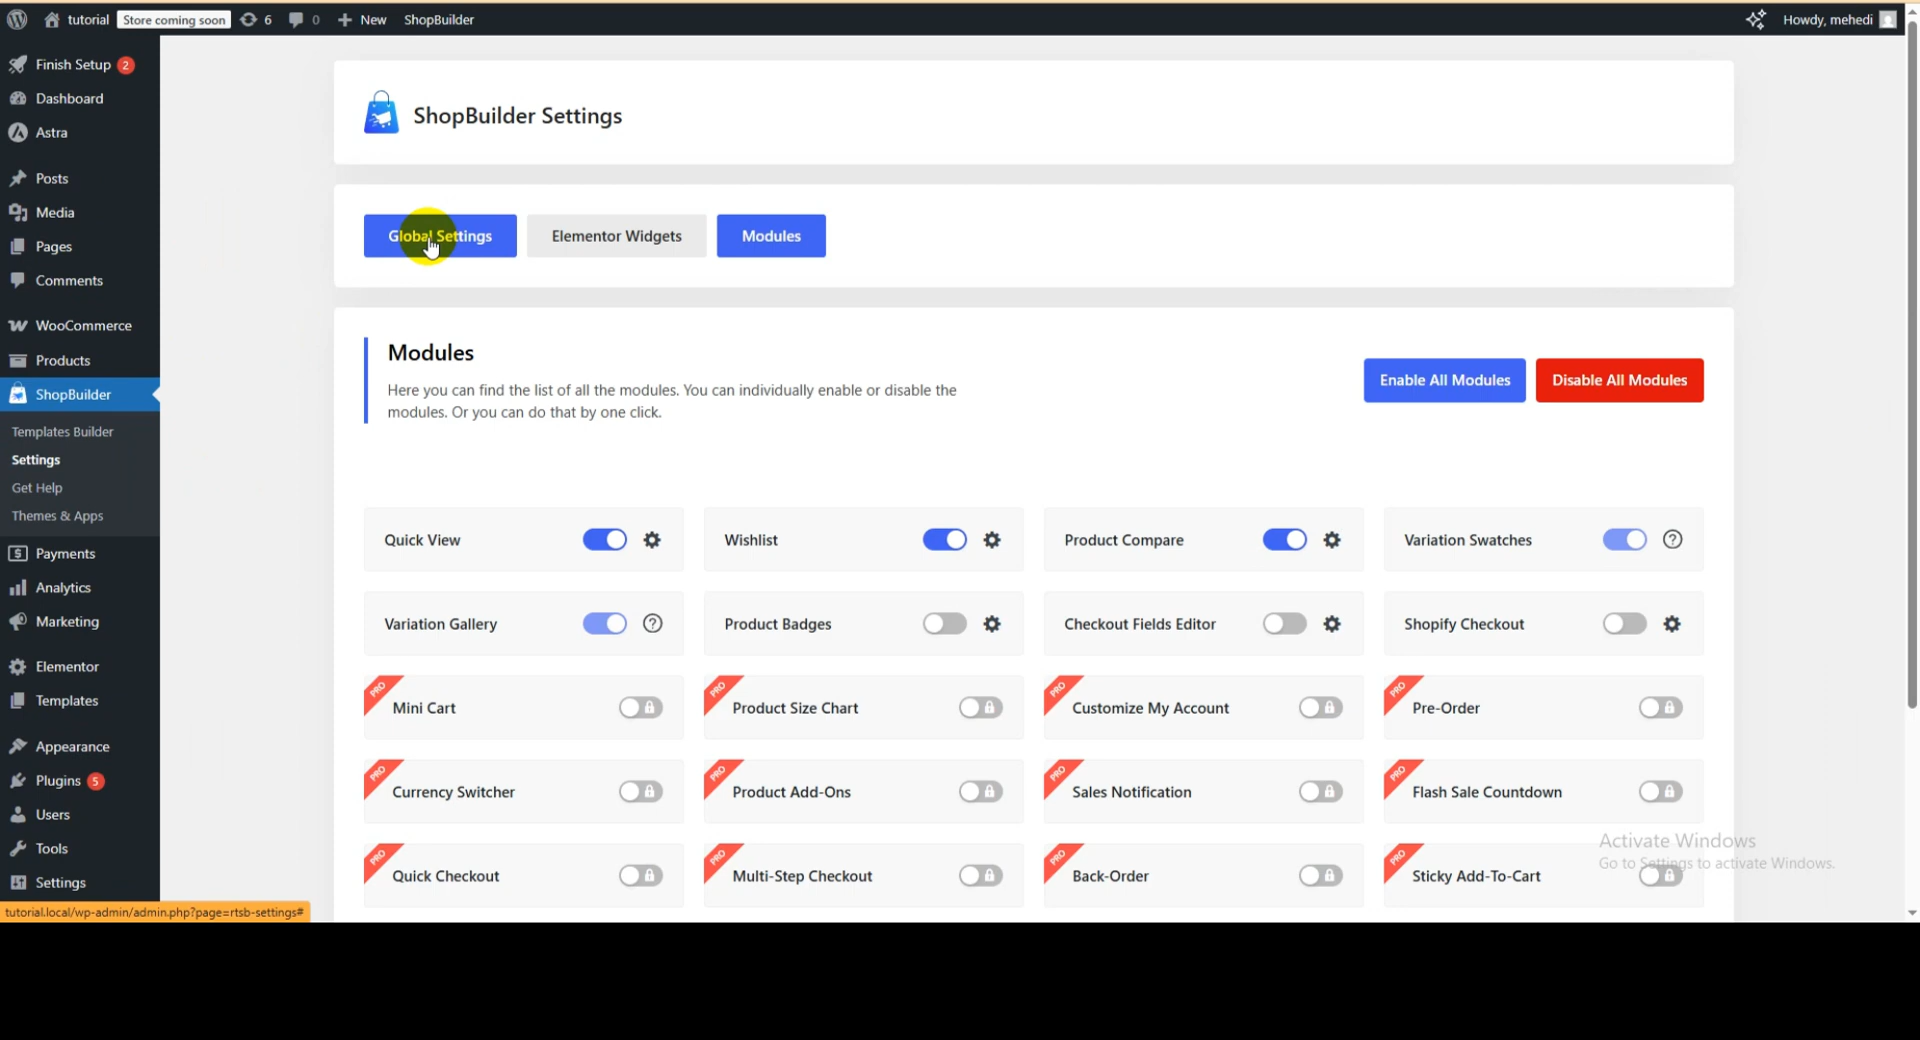 tutorial Store coming soon 6 0 New ShopBuilder Howdy, mehedi
Finish Setup 2
Dashboard
Astra
Posts
Media
Pages
Comments
WooCommerce
Products
ShopBuilder
Templates Builder
Settings
Get Help
Themes & Apps
Payments
Analytics
Marketing
Elementor
Templates
Appearance
Plugins 5
Users
Tools
Settings
tutorial.local/wp-admin/admin.php?page=rtsb-settings#
ShopBuilder Settings
Global Settings Elementor Widgets Modules
Modules
Here you can find the list of all the modules. You can individually enable or disable the
modules. Or you can do that by one click.
Enable All Modules Disable All Modules
Quick View Wishlist Product Compare Variation Swatches
Variation Gallery Product Badges Checkout Fields Editor Shopify Checkout
PRO Mini Cart PRO Product Size Chart PRO Customize My Account PRO Pre-Order
PRO Currency Switcher PRO Product Add-Ons PRO Sales Notification PRO Flash Sale Countdown
PRO Quick Checkout PRO Multi-Step Checkout PRO Back-Order PRO Sticky Add-To-Cart
Activate Windows
Go to Settings to activate Windows.